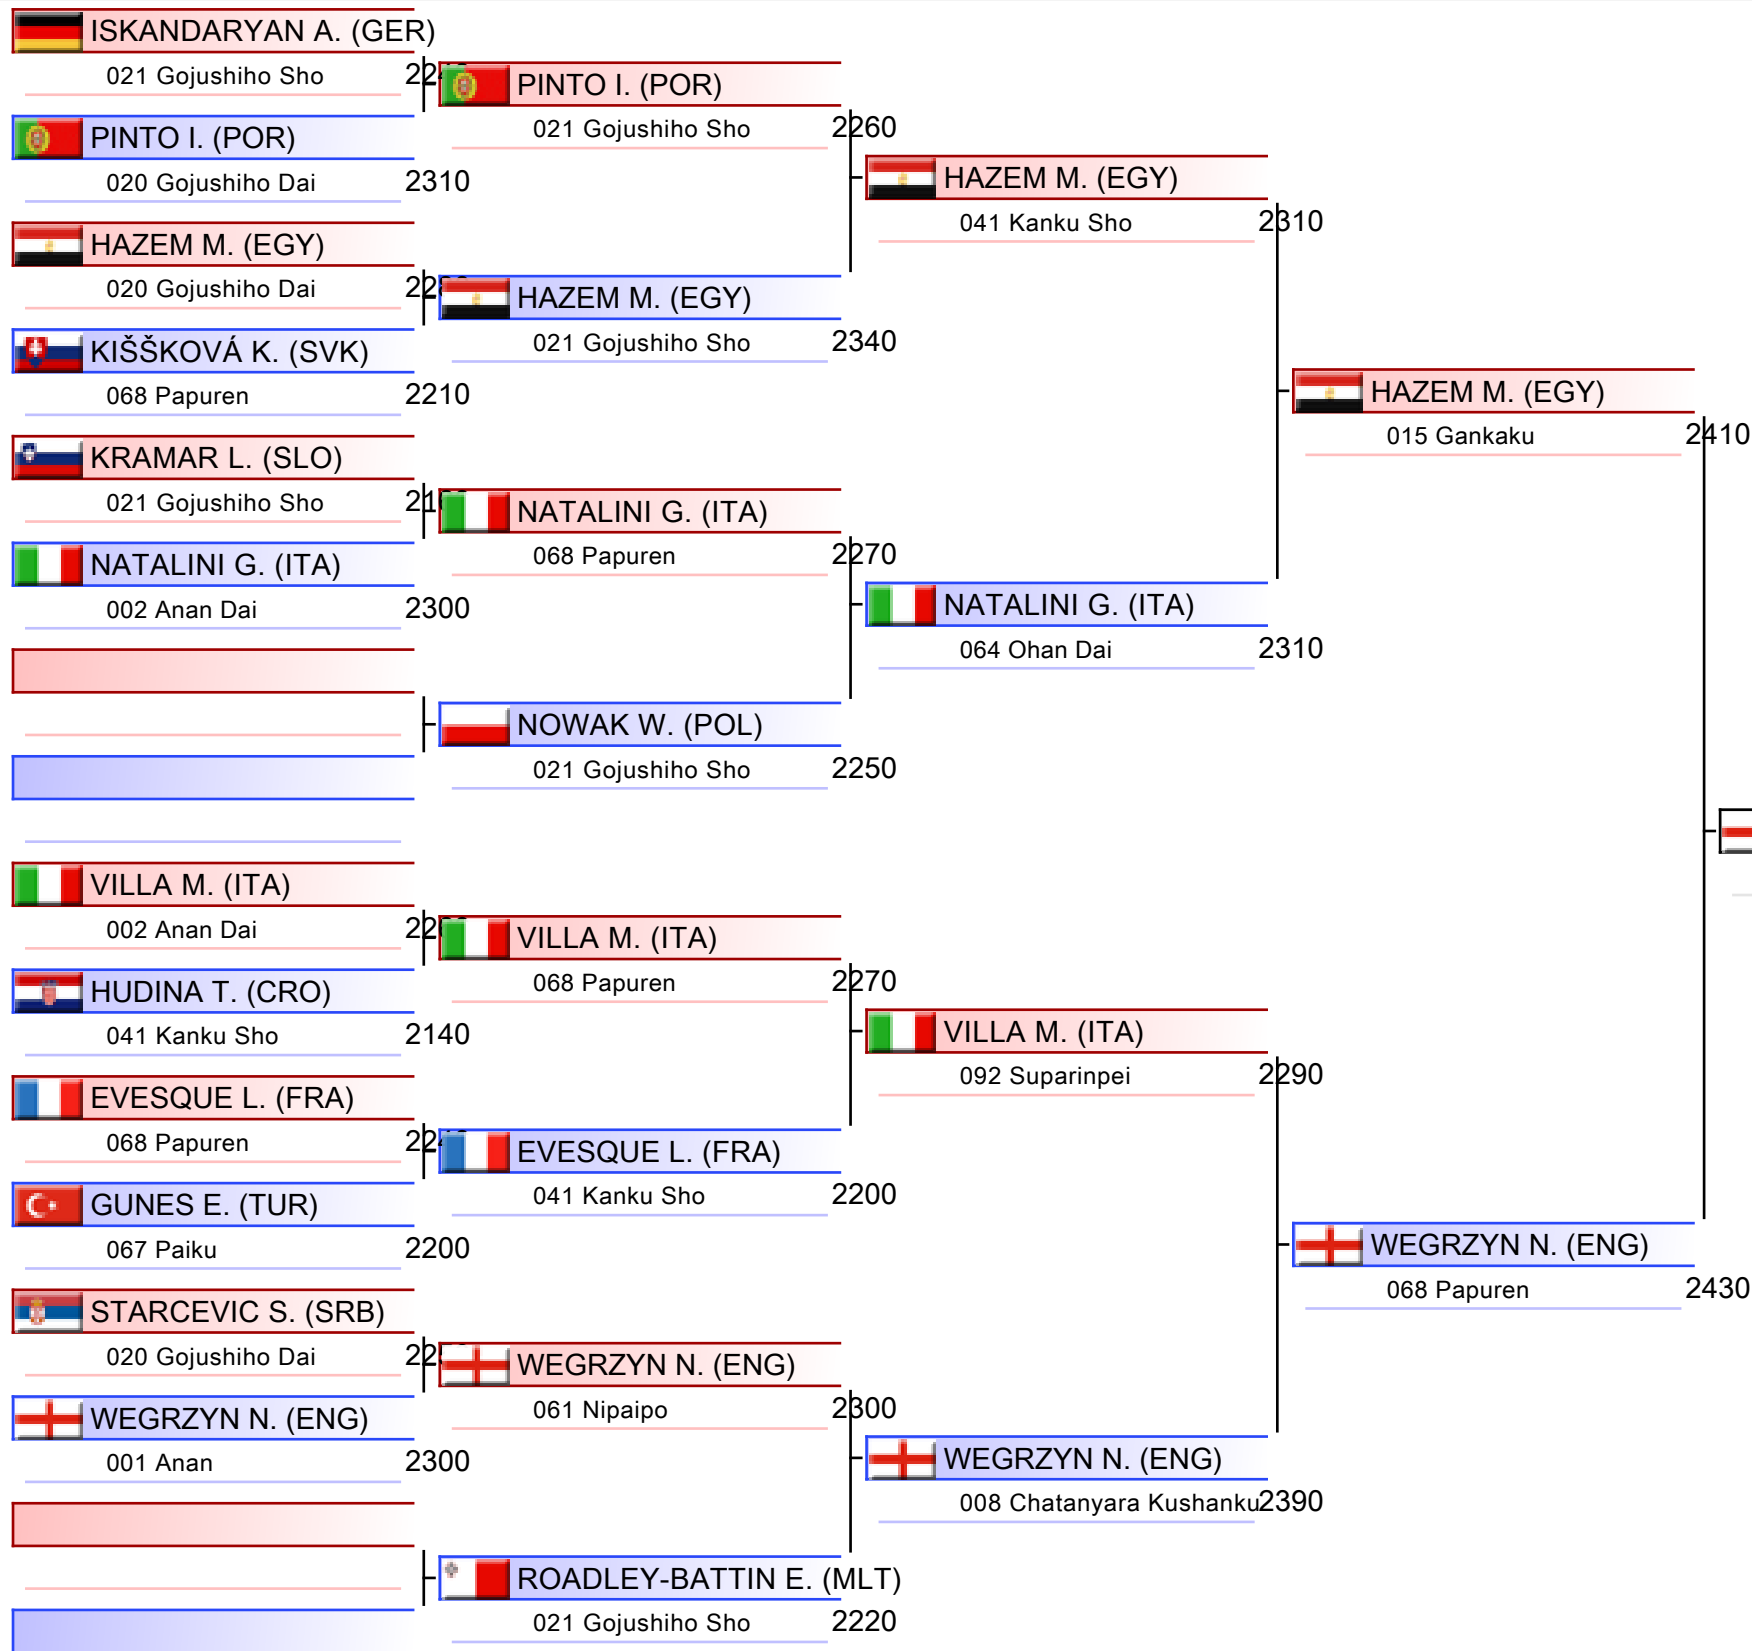 ISKANDARYAN A. (GER)
021 Gojushiho Sho
PINTO I. (POR)
020 Gojushiho Dai 2310
HAZEM M. (EGY)
020 Gojushiho Dai
KIŠŠKOVÁ K. (SVK)
068 Papuren 2210
KRAMAR L. (SLO)
021 Gojushiho Sho
NATALINI G. (ITA)
002 Anan Dai 2300
VILLA M. (ITA)
002 Anan Dai
HUDINA T. (CRO)
041 Kanku Sho 2140
EVESQUE L. (FRA)
068 Papuren
GUNES E. (TUR)
067 Paiku 2200
STARCEVIC S. (SRB)
020 Gojushiho Dai
WEGRZYN N. (ENG)
001 Anan 2300
PINTO I. (POR)
021 Gojushiho Sho 2260
HAZEM M. (EGY)
021 Gojushiho Sho 2340
NATALINI G. (ITA)
068 Papuren 2270
NOWAK W. (POL)
021 Gojushiho Sho 2250
VILLA M. (ITA)
068 Papuren 2270
EVESQUE L. (FRA)
041 Kanku Sho 2200
WEGRZYN N. (ENG)
061 Nipaipo 2300
ROADLEY-BATTIN E. (MLT)
021 Gojushiho Sho 2220
HAZEM M. (EGY)
041 Kanku Sho 2310
NATALINI G. (ITA)
064 Ohan Dai 2310
VILLA M. (ITA)
092 Suparinpei 2290
WEGRZYN N. (ENG)
008 Chatanyara Kushanku 2390
HAZEM M. (EGY)
015 Gankaku 2410
WEGRZYN N. (ENG)
068 Papuren 2430